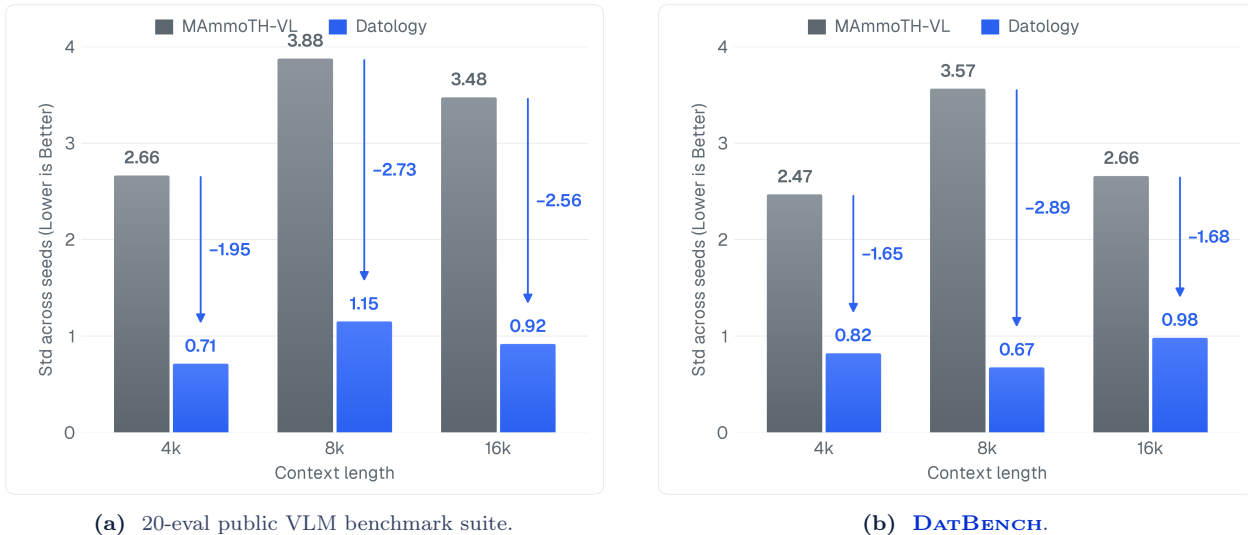 MAmmoTH-VL Datology
Std across seeds (Lower is Better)
4
3
2
1
0
2.66
–1.95
0.71
3.88
–2.73
1.15
3.48
–2.56
0.92
4k 8k 16k
Context length
(a) 20-eval public VLM benchmark suite.
MAmmoTH-VL Datology
Std across seeds (Lower is Better)
4
3
2
1
0
2.47
–1.65
0.82
3.57
–2.89
0.67
2.66
–1.68
0.98
4k 8k 16k
Context length
(b) DATBENCH.